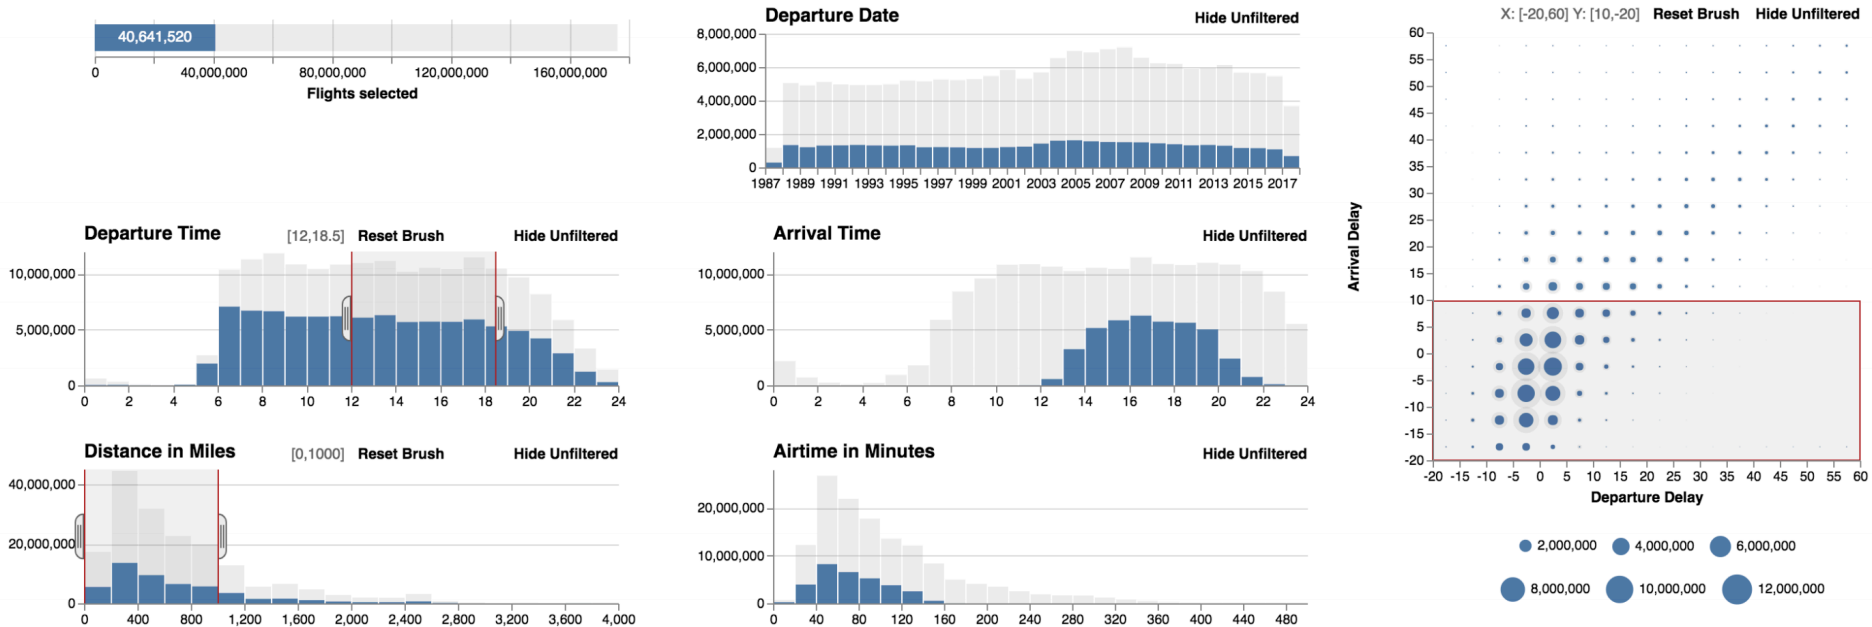 40,641,520
0 40,000,000 80,000,000 120,000,000 160,000,000
Flights selected
Departure Date Hide Unfiltered
8,000,000
6,000,000
4,000,000
2,000,000
0
1987 1989 1991 1993 1995 1997 1999 2001 2003 2005 2007 2009 2011 2013 2015 2017
Departure Time [12,18.5] Reset Brush Hide Unfiltered
10,000,000
5,000,000
0
0 2 4 6 8 10 12 14 16 18 20 22 24
Arrival Time Hide Unfiltered
10,000,000
5,000,000
0
0 2 4 6 8 10 12 14 16 18 20 22 24
Distance in Miles [0,1000] Reset Brush Hide Unfiltered
40,000,000
20,000,000
0
0 400 800 1,200 1,600 2,000 2,400 2,800 3,200 3,600 4,000
Airtime in Minutes Hide Unfiltered
20,000,000
10,000,000
0
0 40 80 120 160 200 240 280 320 360 400 440 480
X: [-20,60] Y: [10,-20] Reset Brush Hide Unfiltered
60
55
50
45
40
35
30
25
20
15
10
5
0
-5
-10
-15
-20
Arrival Delay
-20 -15 -10 -5 0 5 10 15 20 25 30 35 40 45 50 55 60
Departure Delay
2,000,000 4,000,000 6,000,000
8,000,000 10,000,000 12,000,000